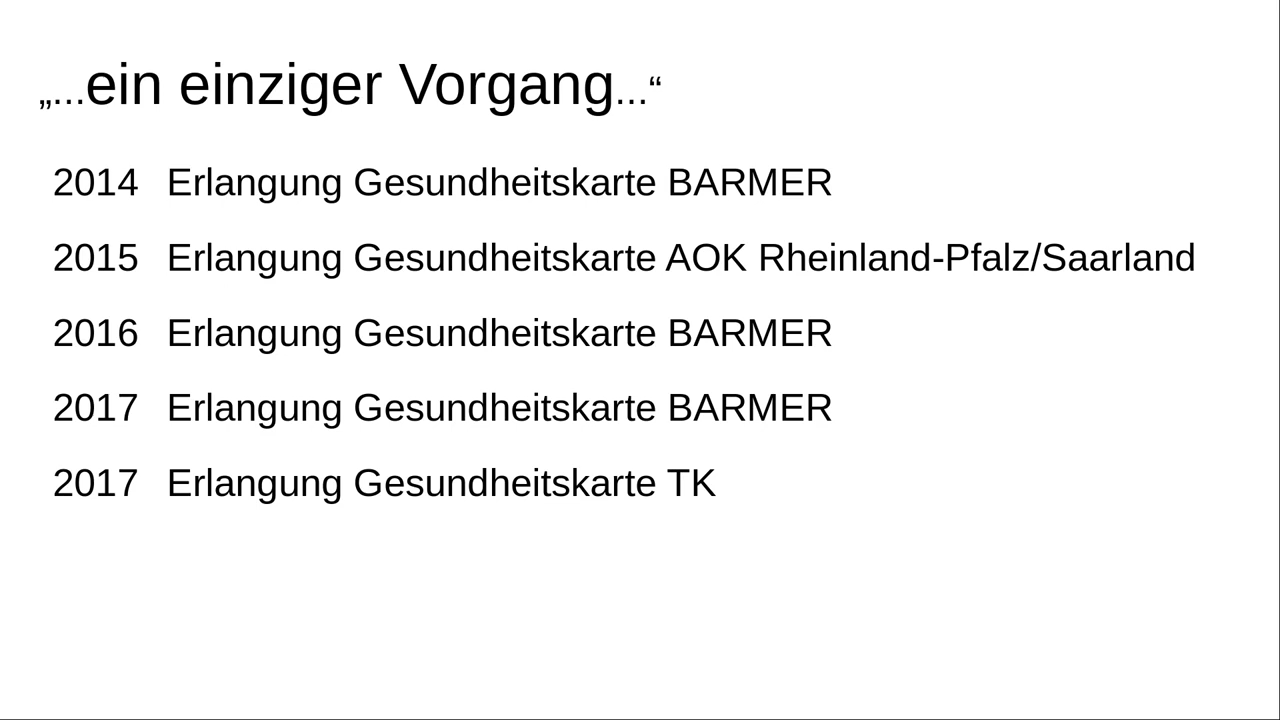 „...ein einziger Vorgang...“
2014 Erlangung Gesundheitskarte BARMER
2015 Erlangung Gesundheitskarte AOK Rheinland-Pfalz/Saarland
2016 Erlangung Gesundheitskarte BARMER
2017 Erlangung Gesundheitskarte BARMER
2017 Erlangung Gesundheitskarte TK